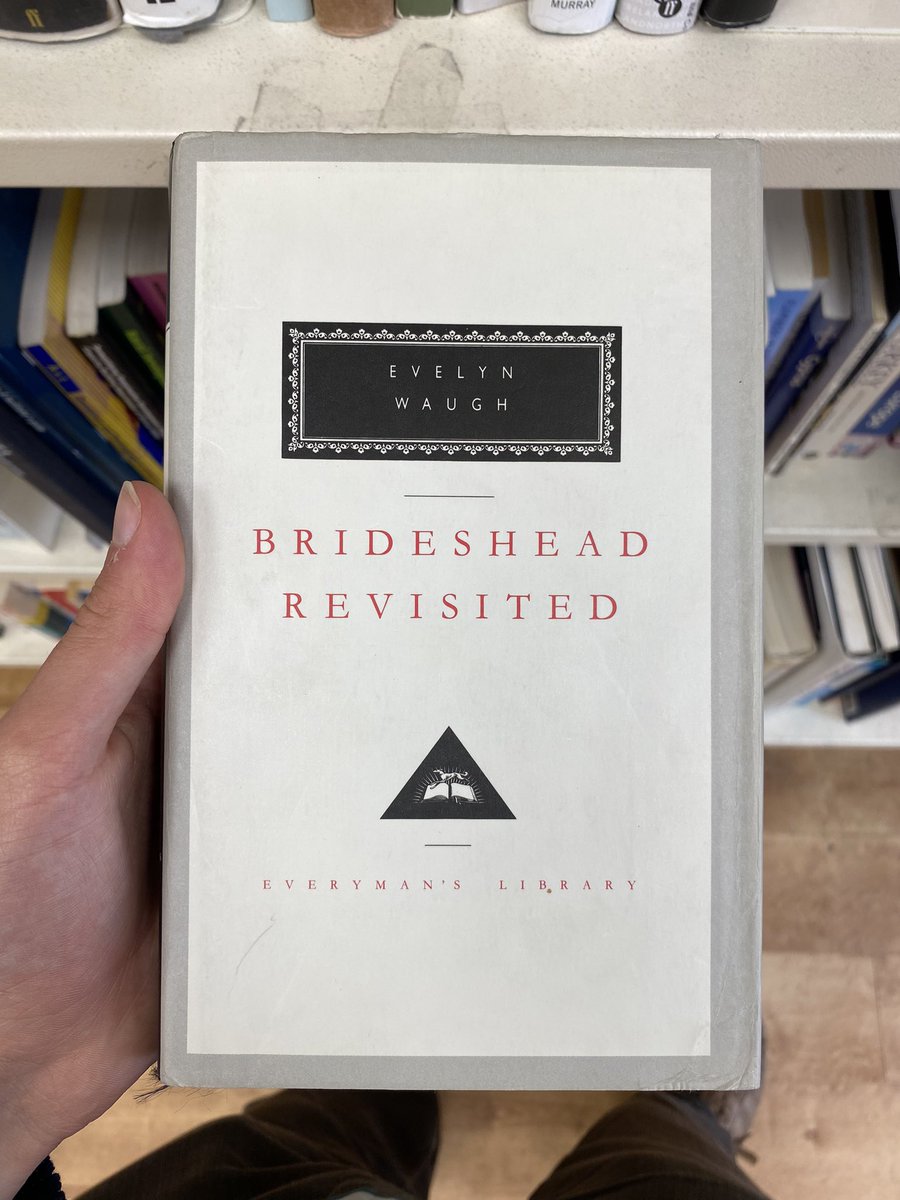 MURRAY
EVELYN
WAUGH
BRIDESHEAD
REVISITED
EVERYMAN'S LIBRARY